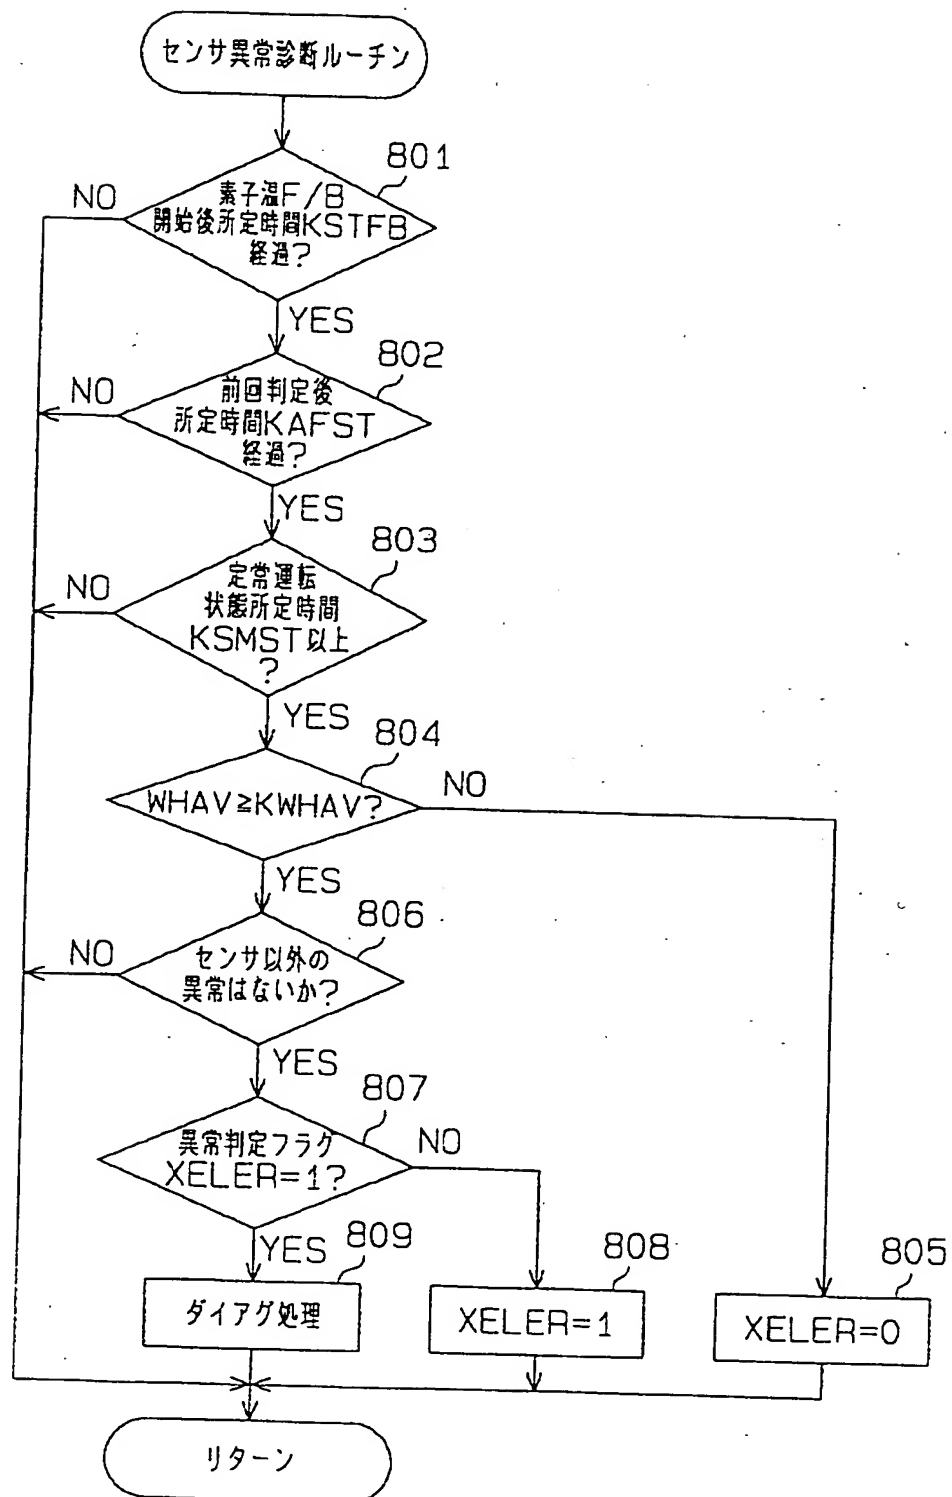 センサ異常診断ルーチン
801
NO
素子温F/B
開始後所定時間KSTFB
経過?
YES
802
NO
前回判定後
所定時間KAFST
経過?
YES
803
NO
定常運転
状態所定時間
KSMST以上
?
YES
804
NO
WHAV≧KWHAV?
YES
806
NO
センサ以外の
異常はないか?
YES
807
NO
異常判定フラグ
XELER=1?
YES
809
808
805
ダイアグ処理
XELER=1
XELER=0
リターン